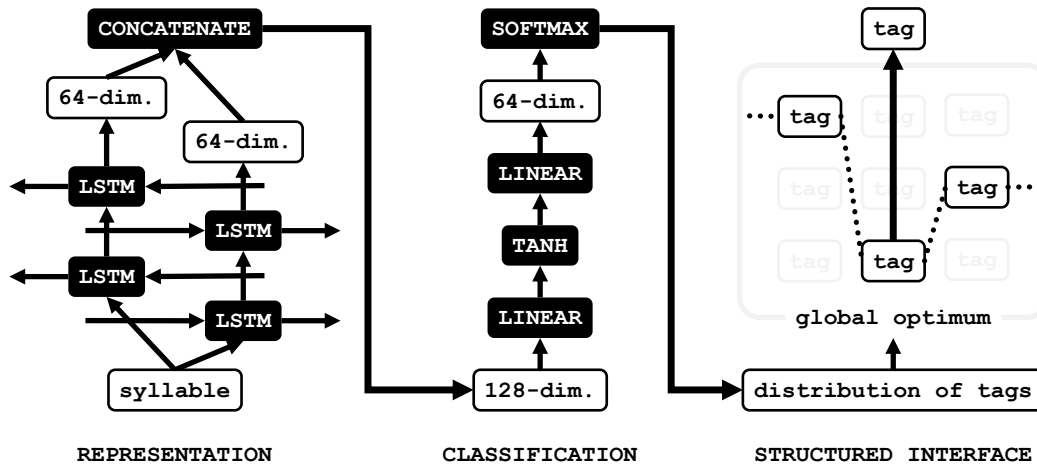 CONCATENATE
64-dim.
64-dim.
LSTM
LSTM
LSTM
LSTM
syllable
REPRESENTATION
SOFTMAX
64-dim.
LINEAR
TANH
LINEAR
128-dim.
CLASSIFICATION
tag
tag tag tag
tag tag tag
tag tag tag
global optimum
distribution of tags
STRUCTURED INTERFACE